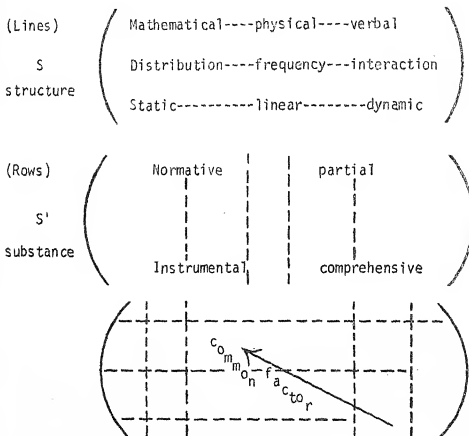 (Lines) Mathematical----physical----verbal
S Distribution----frequency---interaction
structure
Static----------linear--------dynamic
(Rows) Normative partial
S'
substance
Instrumental comprehensive
common factor